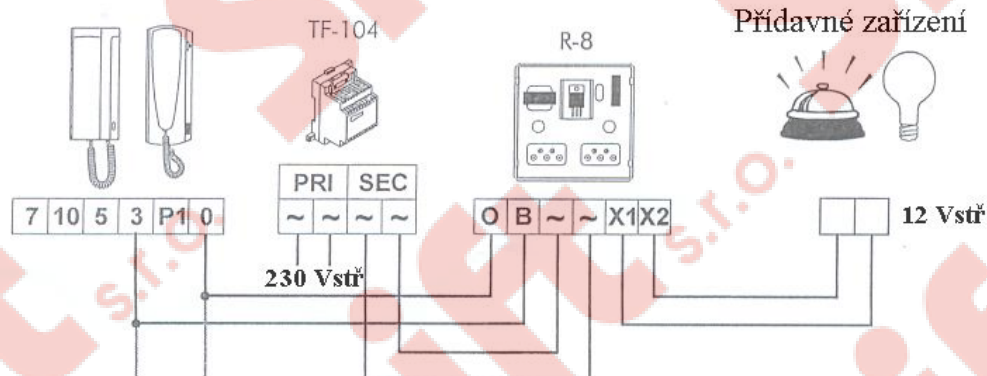 Přídavné zařízení
TF-104
R-8
PRI SEC
7 10 5 3 P1 0
~ ~ ~ ~
O B ~ ~ X1 X2
12 Vstř
230 Vstř
s.r.o.
s.r.o.